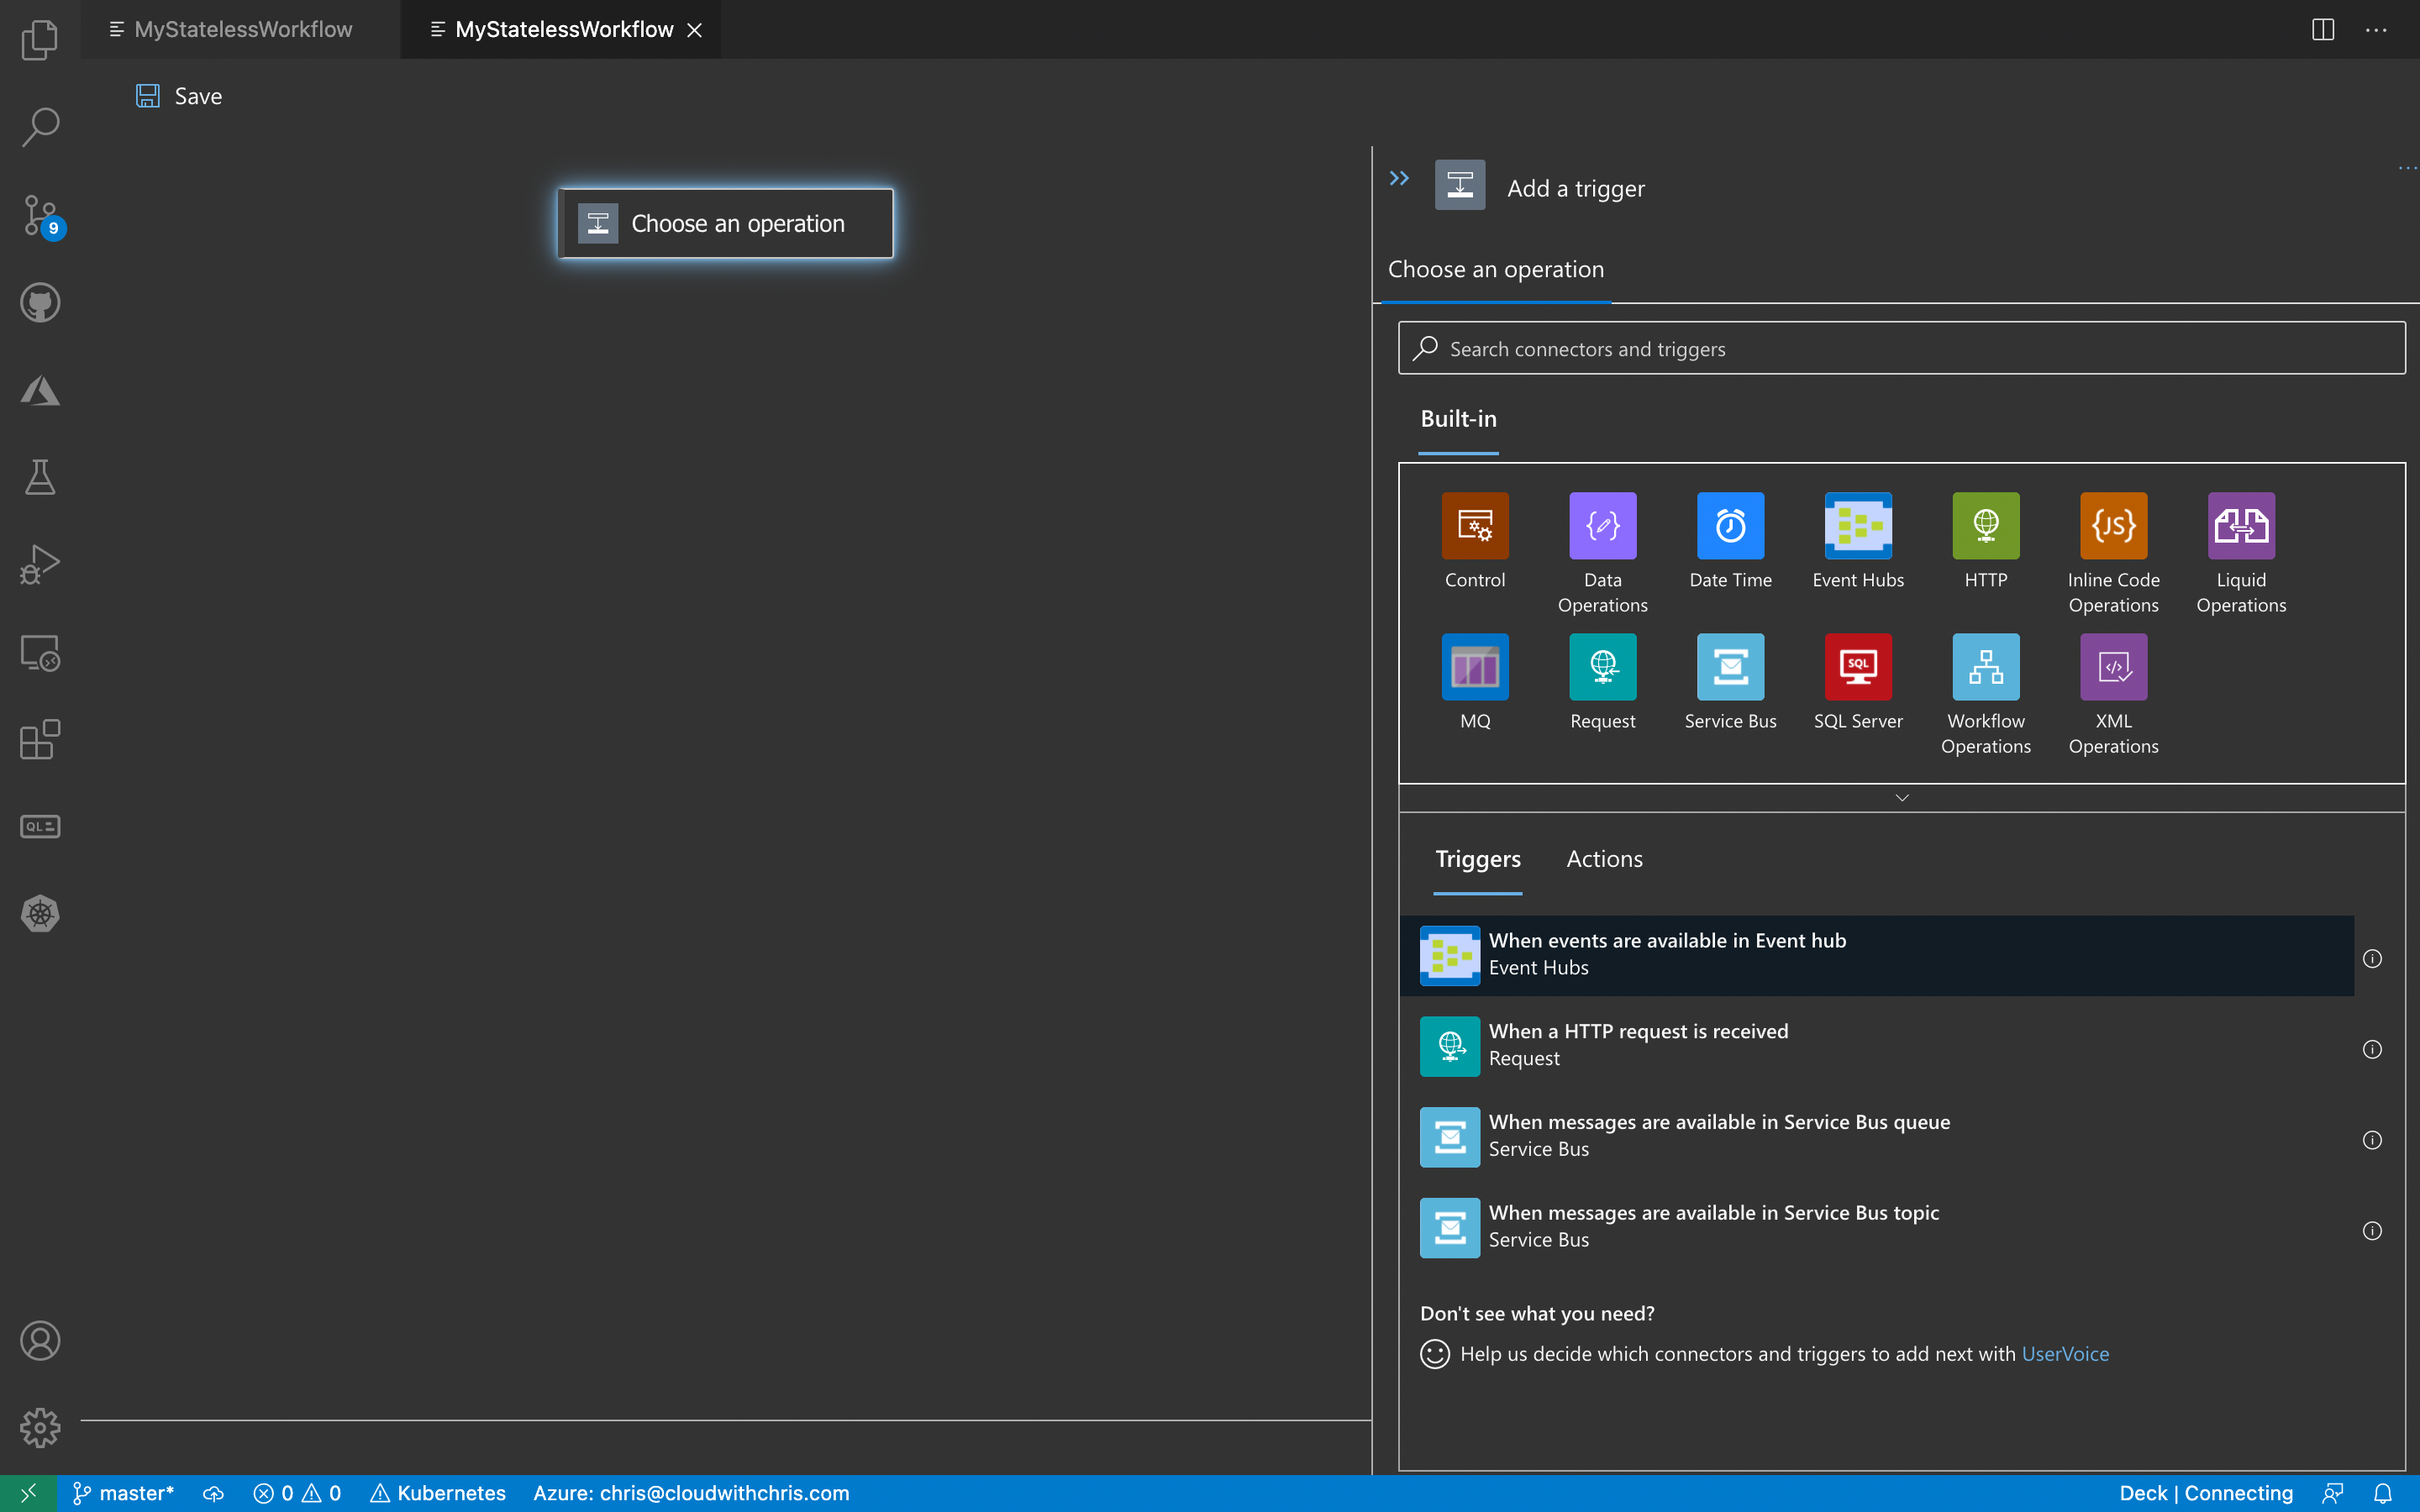 MyStatelessWorkflow
MyStatelessWorkflow
Save
9
Choose an operation
Add a trigger
Choose an operation
Search connectors and triggers
Built-in
{JS}
Control
Data
Operations
Date Time
Event Hubs
HTTP
Inline Code
Operations
Liquid
Operations
SQL
MQ
Request
Service Bus
SQL Server
Workflow
Operations
XML
Operations
QL
Triggers
Actions
When events are available in Event hub
Event Hubs
When a HTTP request is received
Request
When messages are available in Service Bus queue
Service Bus
When messages are available in Service Bus topic
Service Bus
Don't see what you need?
Help us decide which connectors and triggers to add next with UserVoice
master*
0
0
Kubernetes
Azure: chris@cloudwithchris.com
Deck | Connecting